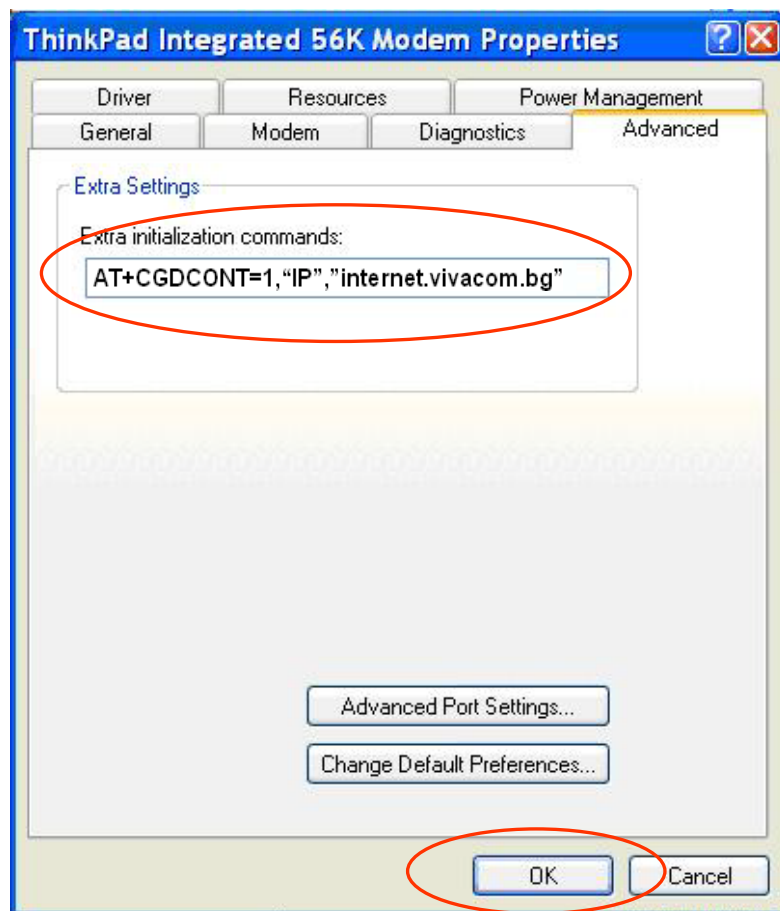 ThinkPad Integrated 56K Modem Properties
Driver Resources Power Management
General Modem Diagnostics Advanced
Extra Settings
Extra initialization commands:
AT+CGDCONT=1,“IP”,”internet.vivacom.bg”
Advanced Port Settings...
Change Default Preferences...
OK Cancel